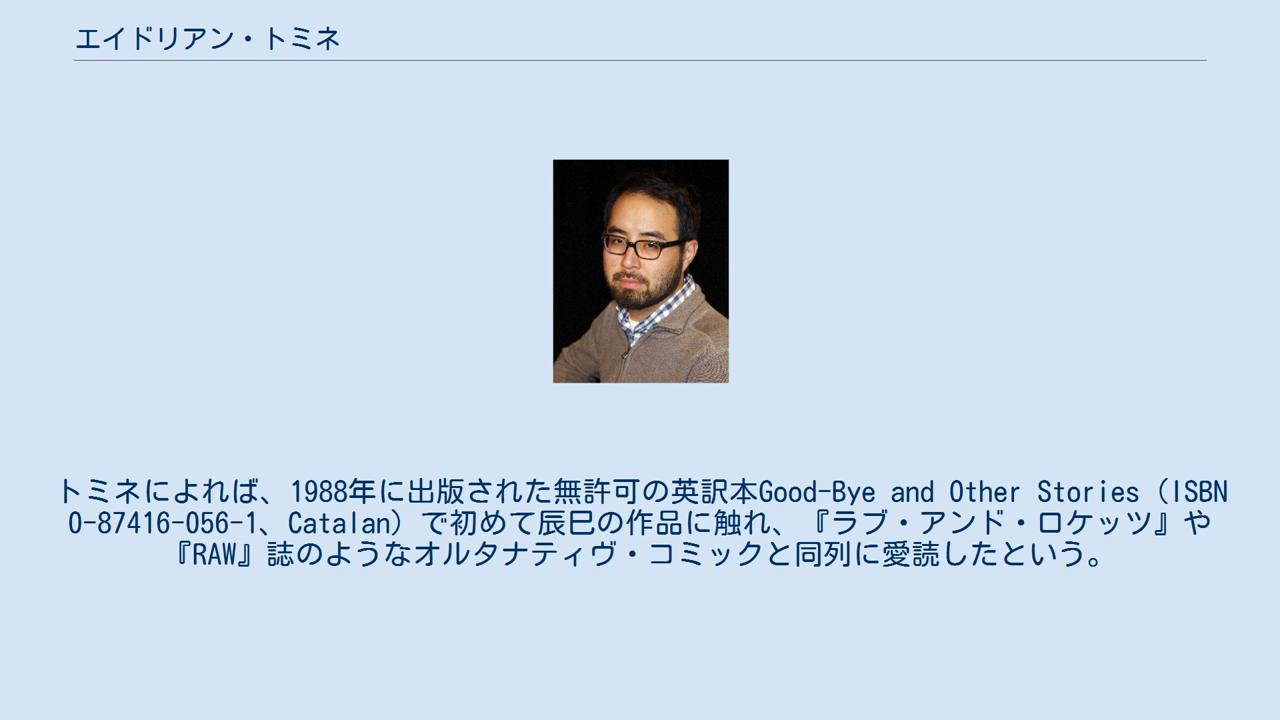 エイドリアン・トミネ
トミネによれば、1988年に出版された無許可の英訳本Good-Bye and Other Stories（ISBN
0-87416-056-1、Catalan）で初めて辰巳の作品に触れ、『ラブ・アンド・ロケッツ』や
『RAW』誌のようなオルタナティヴ・コミックと同列に愛読したという。